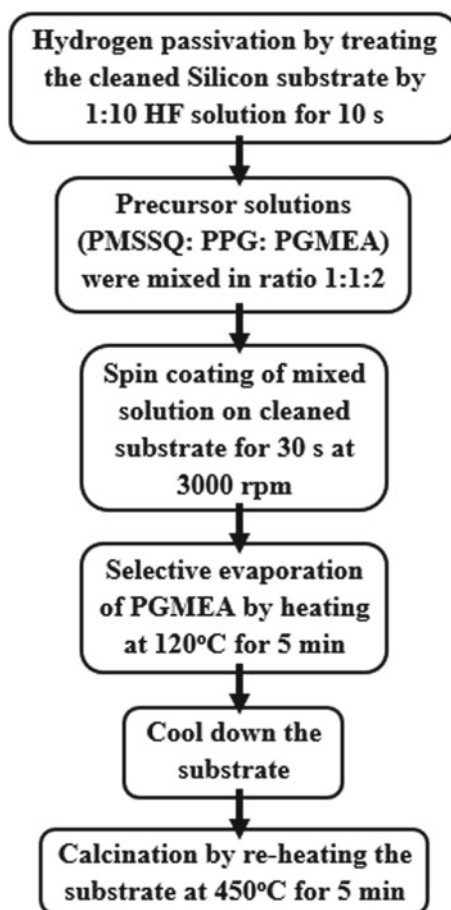 Hydrogen passivation by treating
the cleaned Silicon substrate by
1:10 HF solution for 10 s
Precursor solutions
(PMSSQ: PPG: PGMEA)
were mixed in ratio 1:1:2
Spin coating of mixed
solution on cleaned
substrate for 30 s at
3000 rpm
Selective evaporation
of PGMEA by heating
at 120°C for 5 min
Cool down the
substrate
Calcination by re-heating the
substrate at 450°C for 5 min